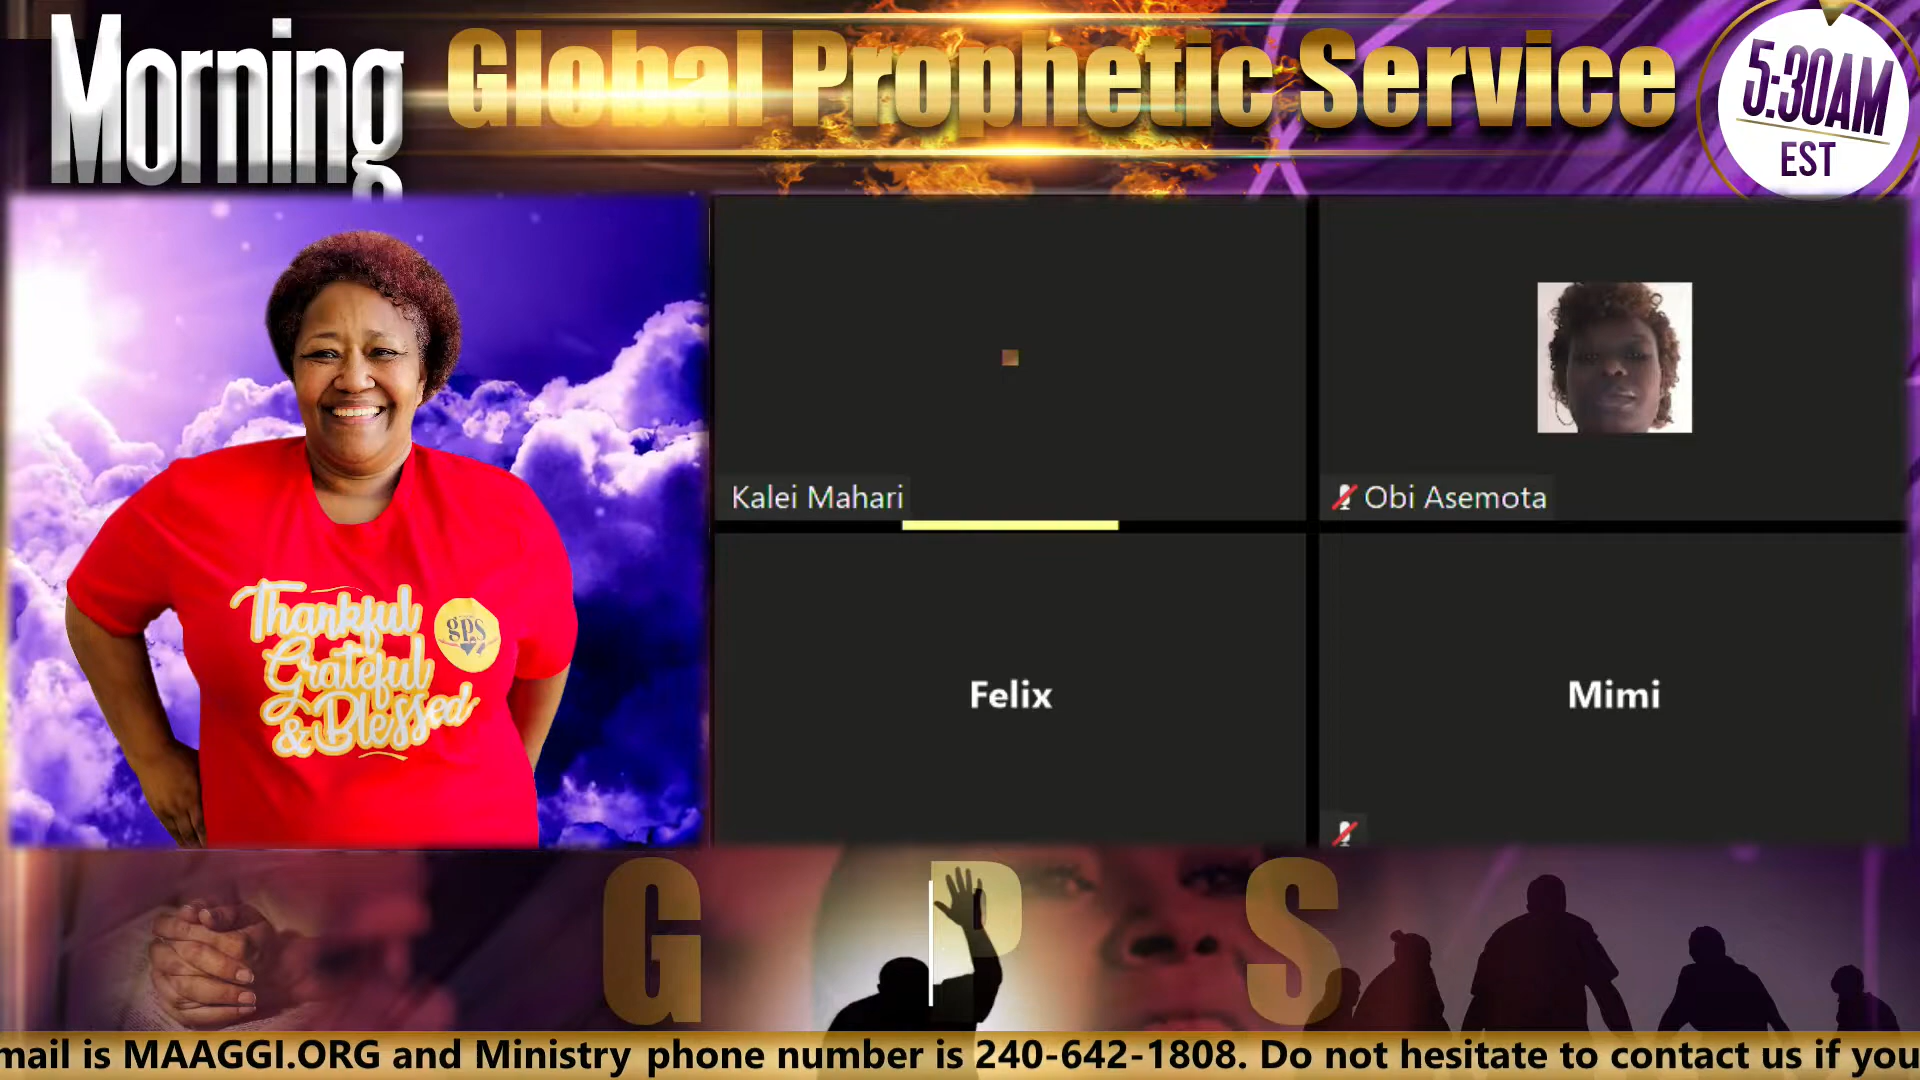 Morning
Global Prophetic Service
5:30AM
EST
Thankful
Grateful
& Blessed
gps
Kalei Mahari
Obi Asemota
Felix
Mimi
G P S
mail is MAAGGI.ORG and Ministry phone number is 240-642-1808. Do not hesitate to contact us if you